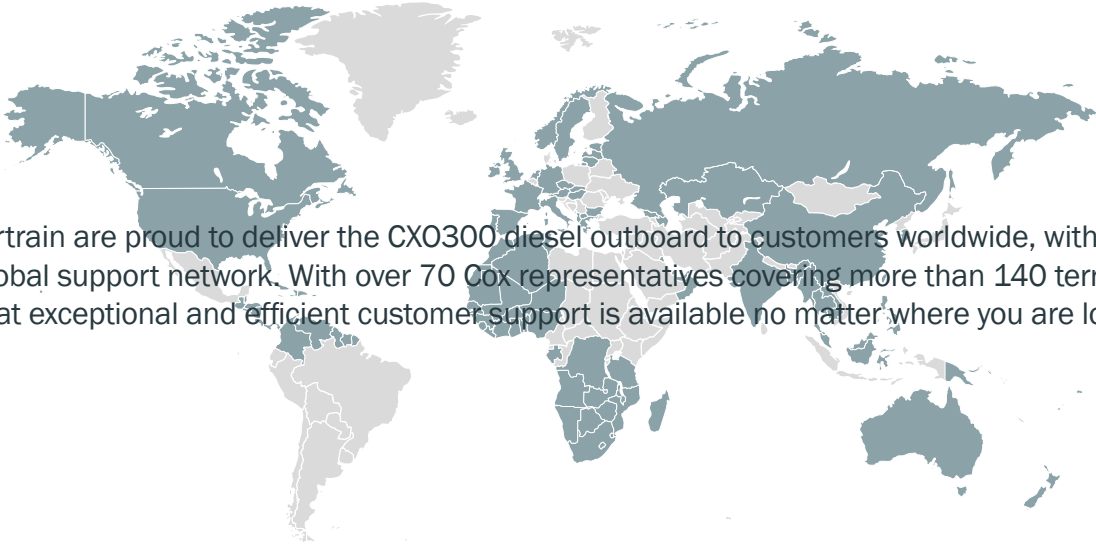 rtrain are proud to deliver the CXO300 diesel outboard to customers worldwide, with
obal support network. With over 70 Cox representatives covering more than 140 terr
at exceptional and efficient customer support is available no matter where you are lo